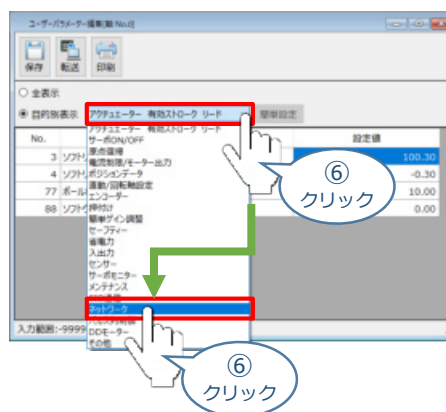 ユーザーパラメーター編集[軸 No.0]
保存 転送 印刷
全表示
目的別表示 アクチュエーター 有効ストローク リード 簡単設定
No. 設定値
3 ソフトリ 100.30
4 ソフトリ -0.30
77 ボール 10.00
88 ソフトリ 0.00
アクチュエーター 有効ストローク リード
サーボON/OFF
原点復帰
電流制限/モーター出力
ポジションデータ
直動/回転軸設定
エンコーダー
押付け
簡単ゲイン調整
セーフティー
省電力
入出力
センサー
サーボモニター
メンテナンス
ネットワーク
DDモーター
その他
入力範囲:-9999
⑥
クリック
⑥
クリック